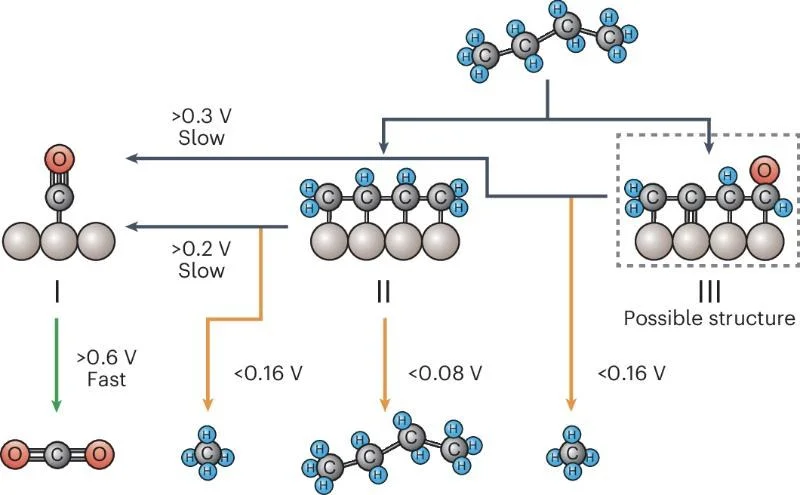 H
H H C C H
H C C H H
H H
>0.3 V
Slow
O
C
H H
H C C C C H
H H
H O
H C C C C
H H
>0.2 V
Slow
I
II
III
Possible structure
>0.6 V
Fast
<0.16 V
<0.08 V
<0.16 V
O C O
H
H C H
H
H
H H C C H
H C C H H
H H
H
H C H
H